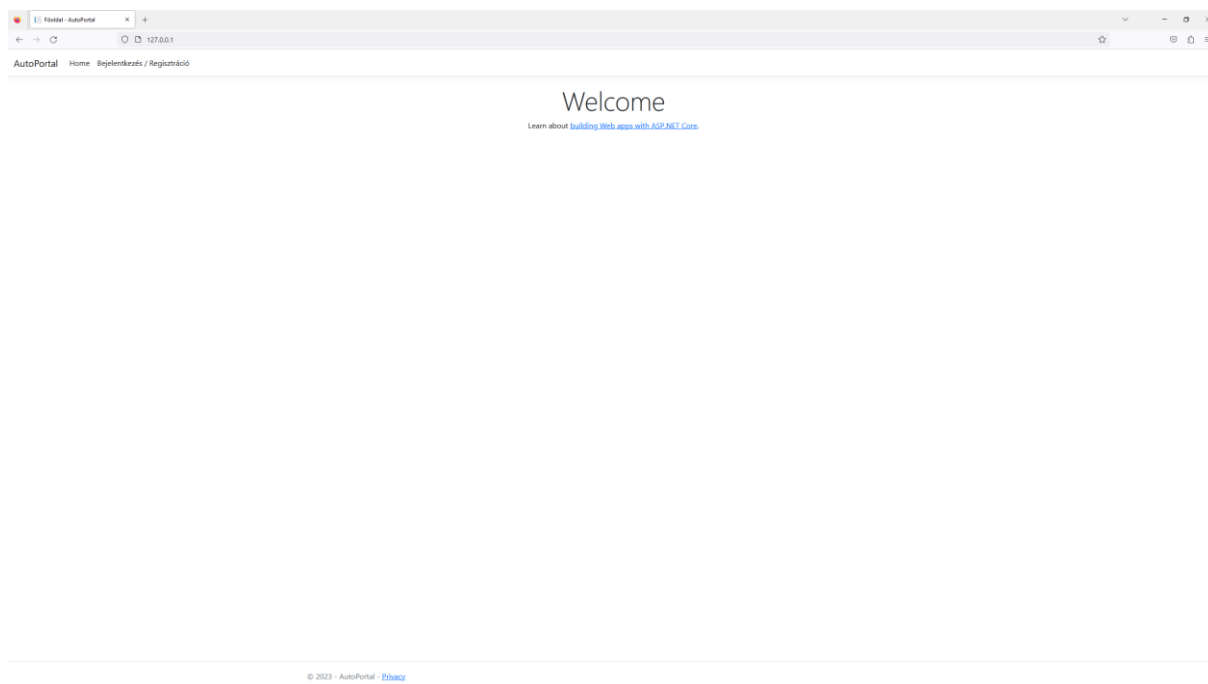 Főoldal - AutoPortal
127.0.0.1
AutoPortal Home Bejelentkezés / Regisztráció
Welcome
Learn about building Web apps with ASP.NET Core.
© 2023 - AutoPortal - Privacy